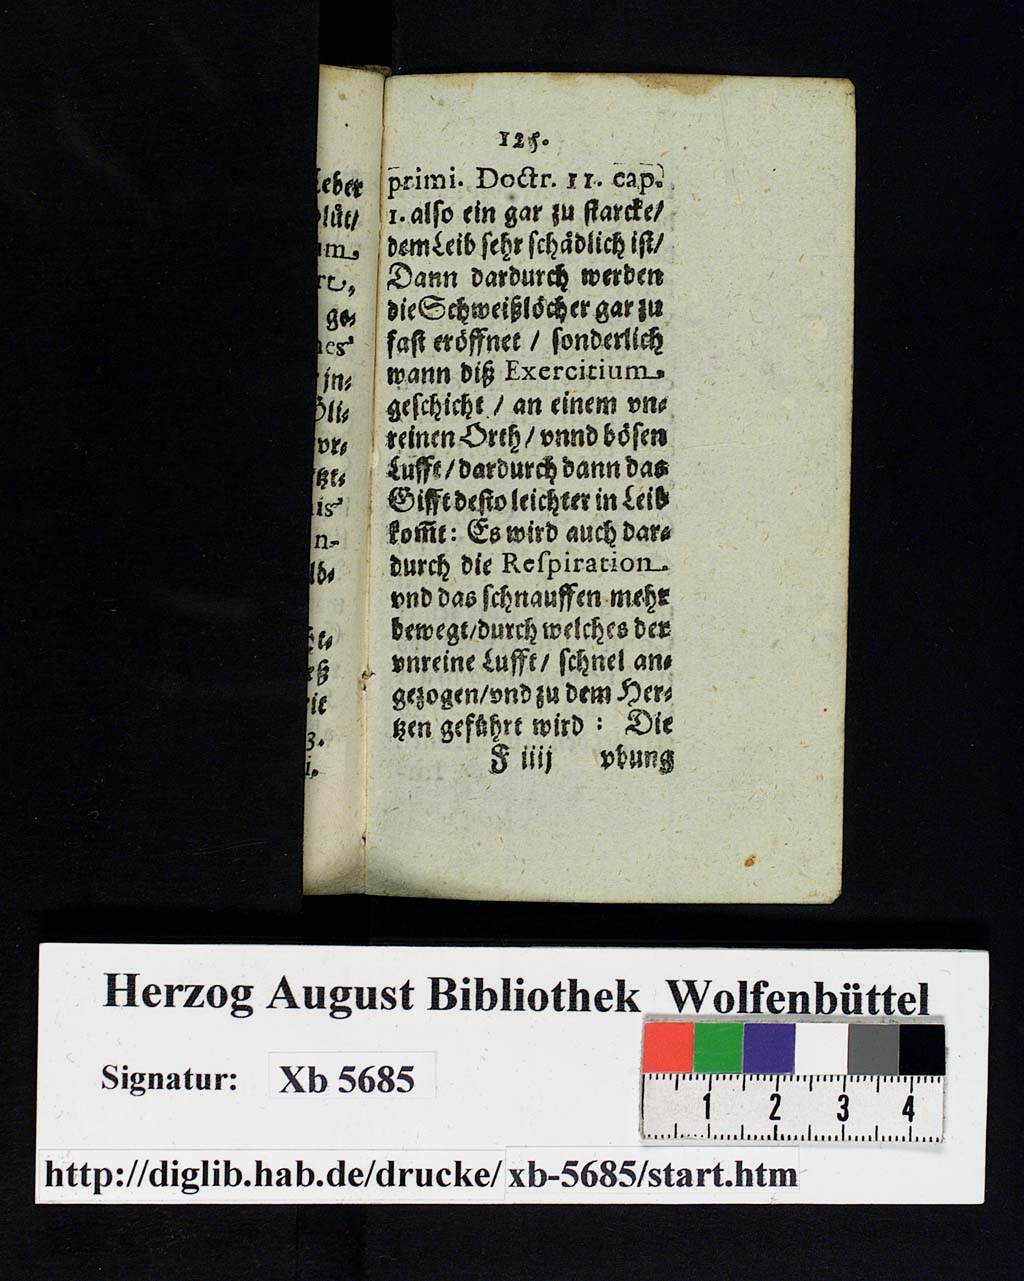 125.
primi. Doctr. 11. cap.
1. also ein gar zu starcke/
dem Leib sehr schådlich ist/
Dann dardurch werden
die Schweißlöcher gar zu
fast eröffnet / sonderlich
wann diß Exercitium.
geschicht / an einem vn⸗
reinen Orth / vnnd bösen
Lufft / dardurch dann das
Gifft desto leichter in Leib
kom̃t: Es wird auch dar⸗
durch die Respiration.
vnd das schnauffen mehr
bewegt/durch welches der
vnreine Lufft / schnel an⸗
gezogen/vnd zu dem Her⸗
tzen geführt wird : Die
F iiij vbung
Herzog August Bibliothek Wolfenbüttel
Signatur: Xb 5685
1 2 3 4
http://diglib.hab.de/drucke/ xb-5685/start.htm